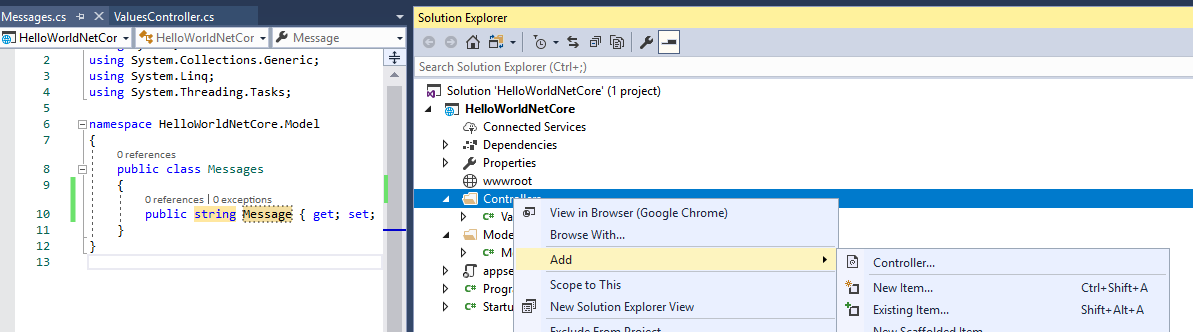 Messages.cs
ValuesController.cs
HelloWorldNetCor
HelloWorldNetCor
Message
2 using System.Collections.Generic;
3 using System.Linq;
4 using System.Threading.Tasks;
5
6 namespace HelloWorldNetCore.Model
7 {
0 references
8 public class Messages
9 {
0 references | 0 exceptions
10 public string Message { get; set;
11 }
12 }
13
Solution Explorer
Search Solution Explorer (Ctrl+;)
Solution 'HelloWorldNetCore' (1 project)
HelloWorldNetCore
Connected Services
Dependencies
Properties
wwwroot
Controllers
C# Va
Mode
C# M
appse
C# Progr
C# Startu
View in Browser (Google Chrome)
Browse With...
Add
Scope to This
New Solution Explorer View
Exclude From Project
Controller...
New Item... Ctrl+Shift+A
Existing Item... Shift+Alt+A
New Scaffolded Item